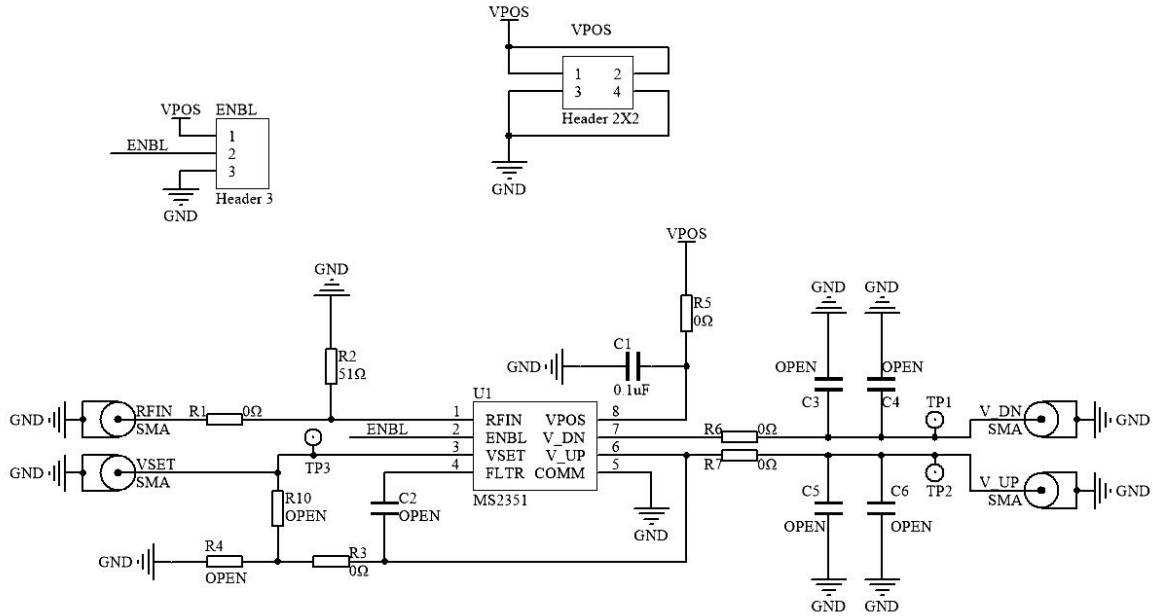 VPOS
VPOS
1 2
3 4
Header 2X2
GND
VPOS ENBL
ENBL
1
2
3
Header 3
GND
VPOS
GND
GND
GND
R5
0Ω
R2
51Ω
C1
GND
0.1uF
OPEN
OPEN
C3
C4
U1
GND
RFIN
SMA
R1
0Ω
1
RFIN
VPOS
8
ENBL
2
ENBL
V_DN
7
R6
0Ω
TP1
V_DN
SMA
GND
GND
VSET
SMA
TP3
3
VSET
V_UP
6
R7
0Ω
TP2
4
FLTR
COMM
5
MS2351
V_UP
SMA
GND
R10
OPEN
C2
OPEN
GND
C5
OPEN
C6
OPEN
GND
R4
OPEN
R3
0Ω
GND
GND